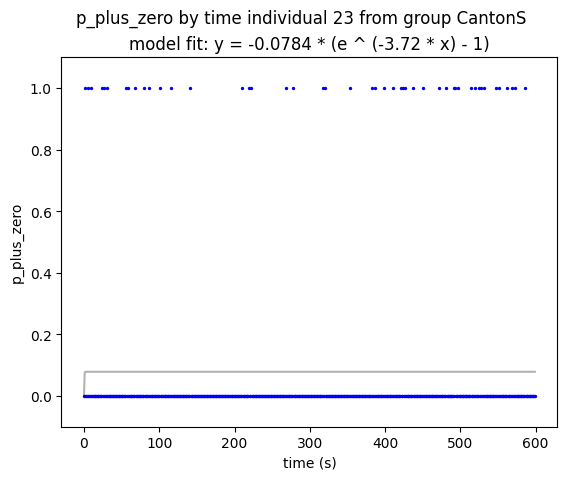 p_plus_zero by time individual 23 from group CantonS
model fit: y = -0.0784 * (e ^ (-3.72 * x) - 1)
1.0
0.8
0.6
0.4
0.2
0.0
p_plus_zero
0 100 200 300 400 500 600
time (s)